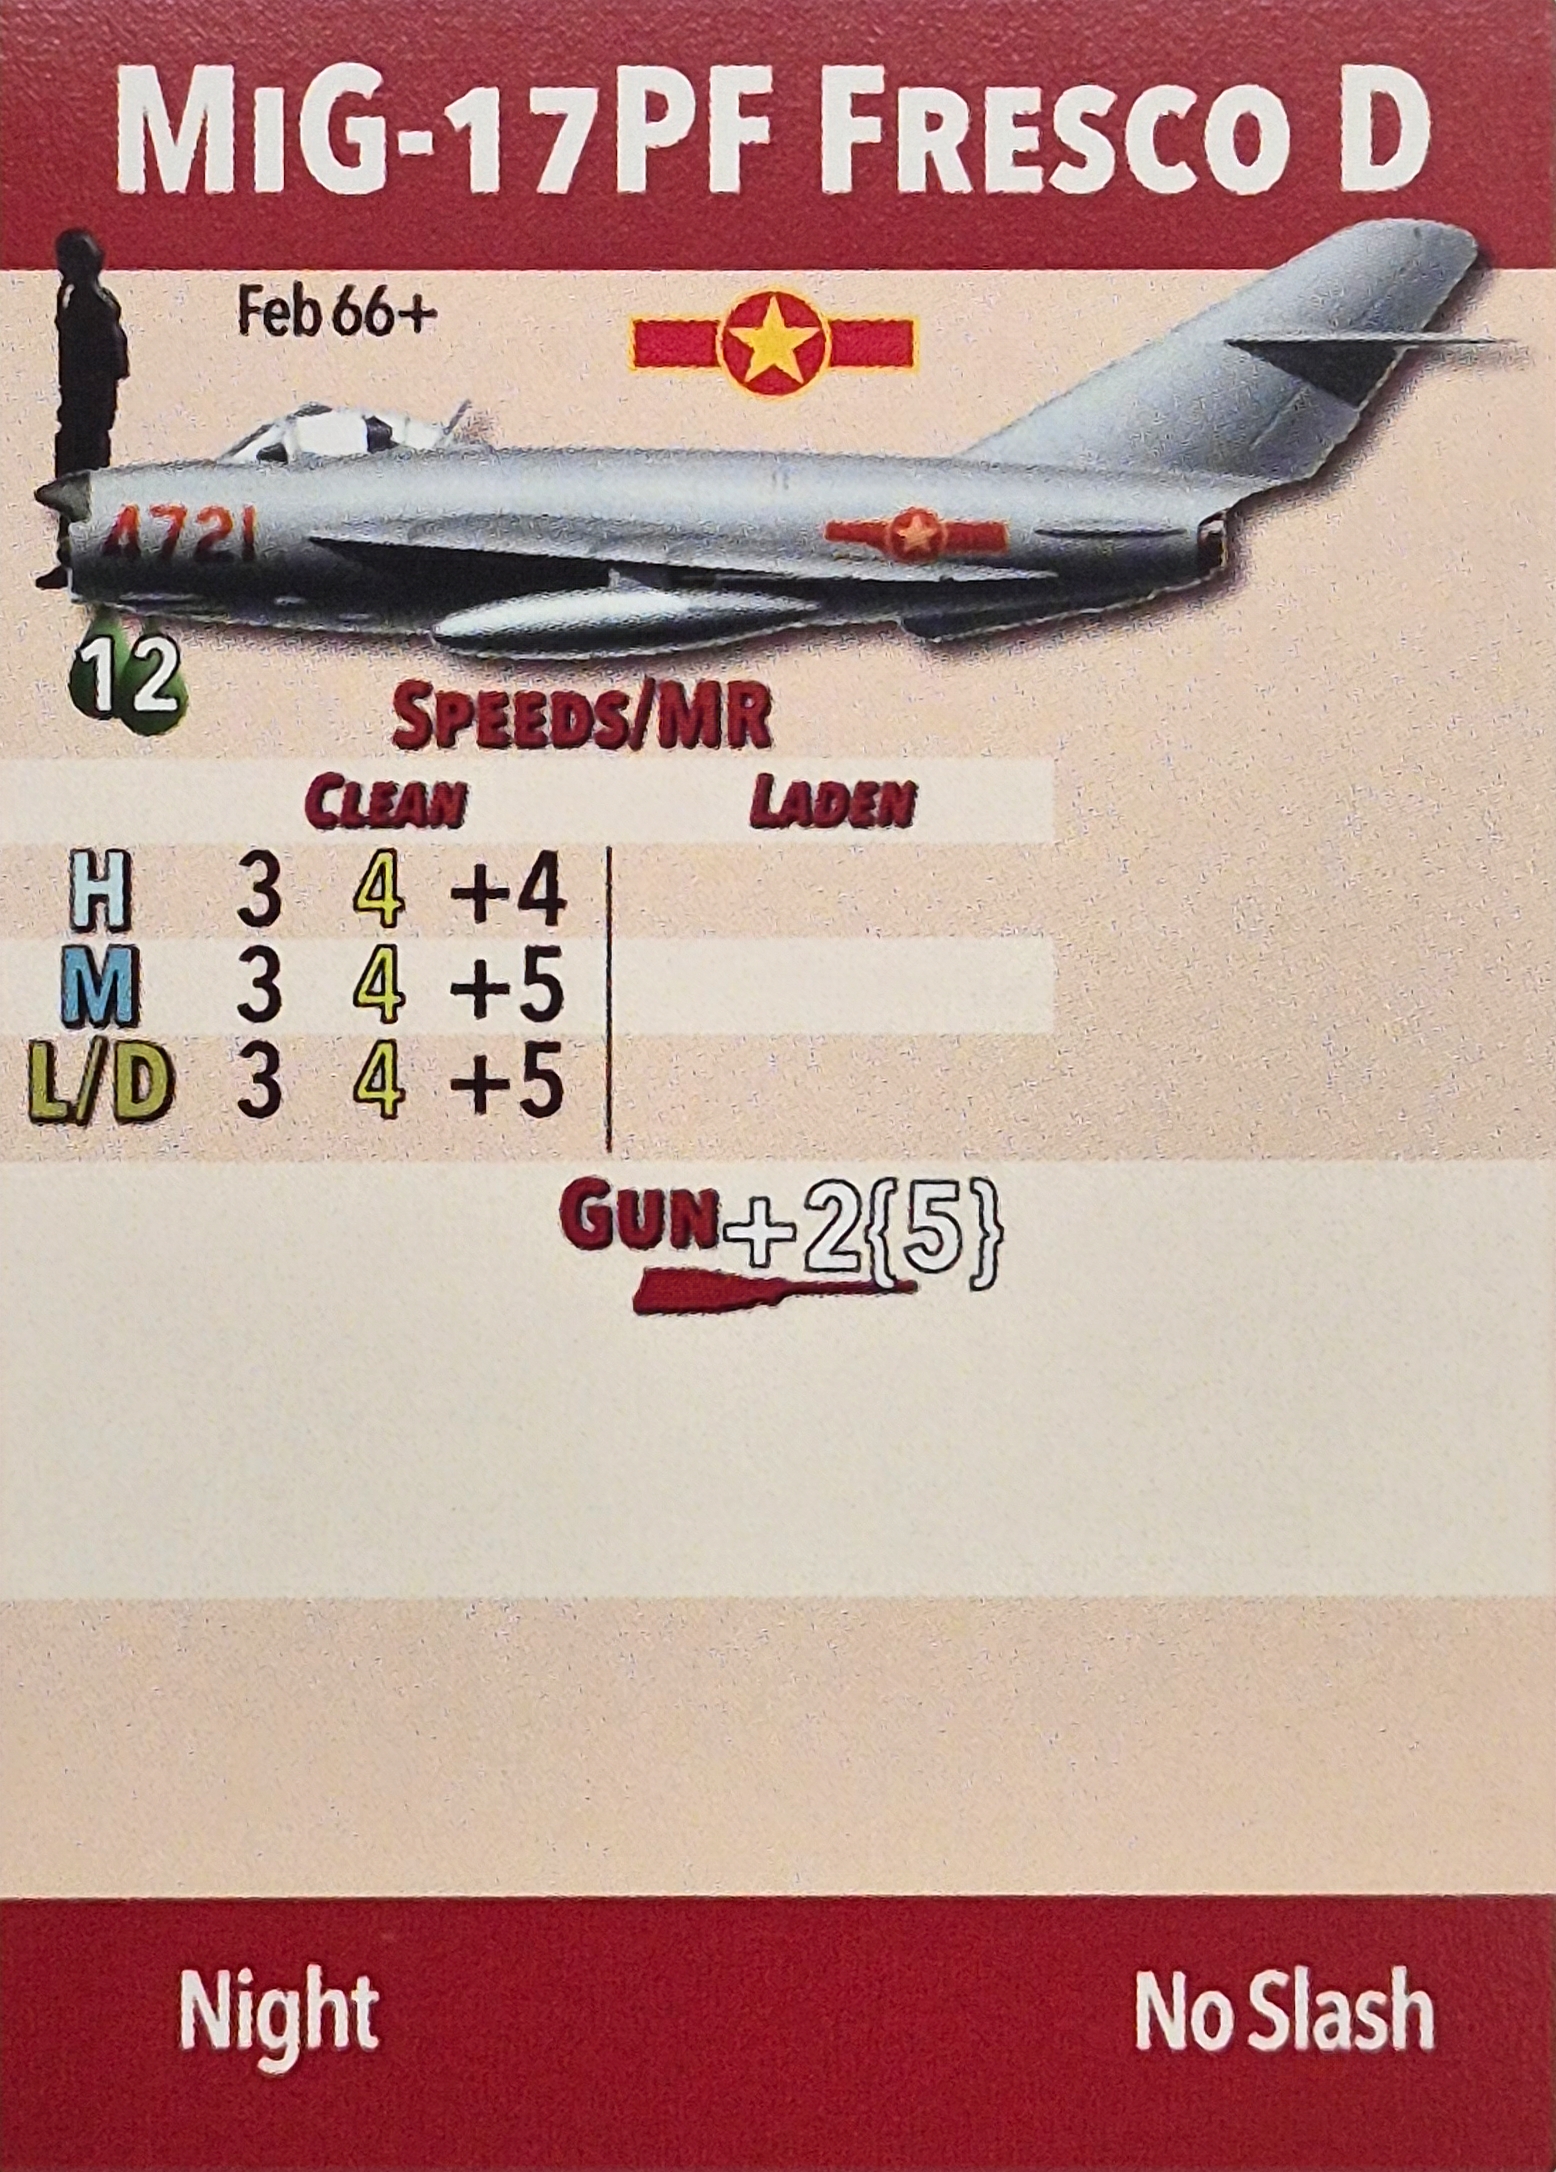 MiG-17PF Fresco D
Feb 66+
4721
12
Speeds/MR
Clean Laden
H 3 4 +4
M 3 4 +5
L/D 3 4 +5
Gun +2{5}
Night No Slash